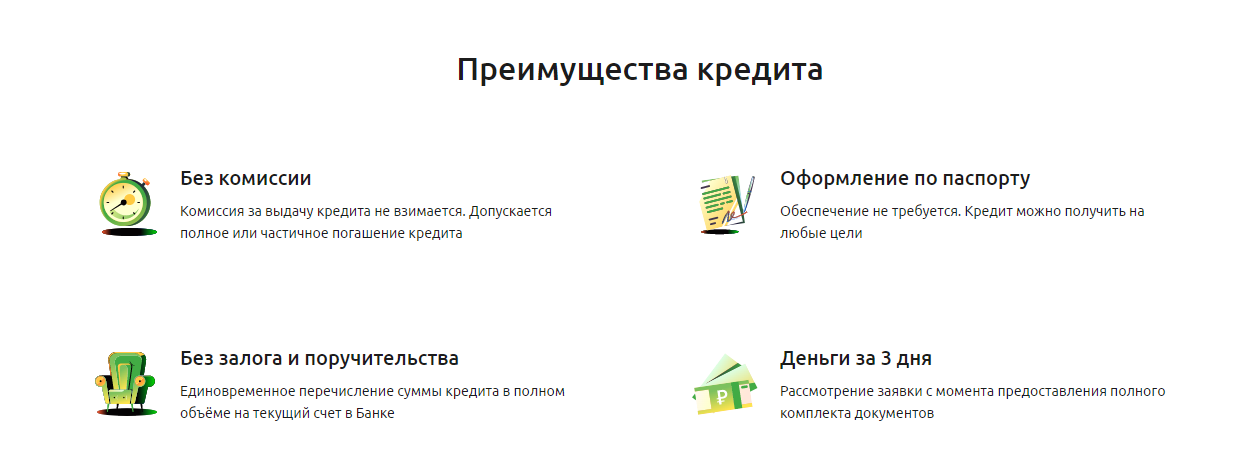 Преимущества кредита
Без комиссии
Комиссия за выдачу кредита не взимается. Допускается
полное или частичное погашение кредита
Оформление по паспорту
Обеспечение не требуется. Кредит можно получить на
любые цели
Без залога и поручительства
Единовременное перечисление суммы кредита в полном
объёме на текущий счет в Банке
₽
Деньги за 3 дня
Рассмотрение заявки с момента предоставления полного
комплекта документов